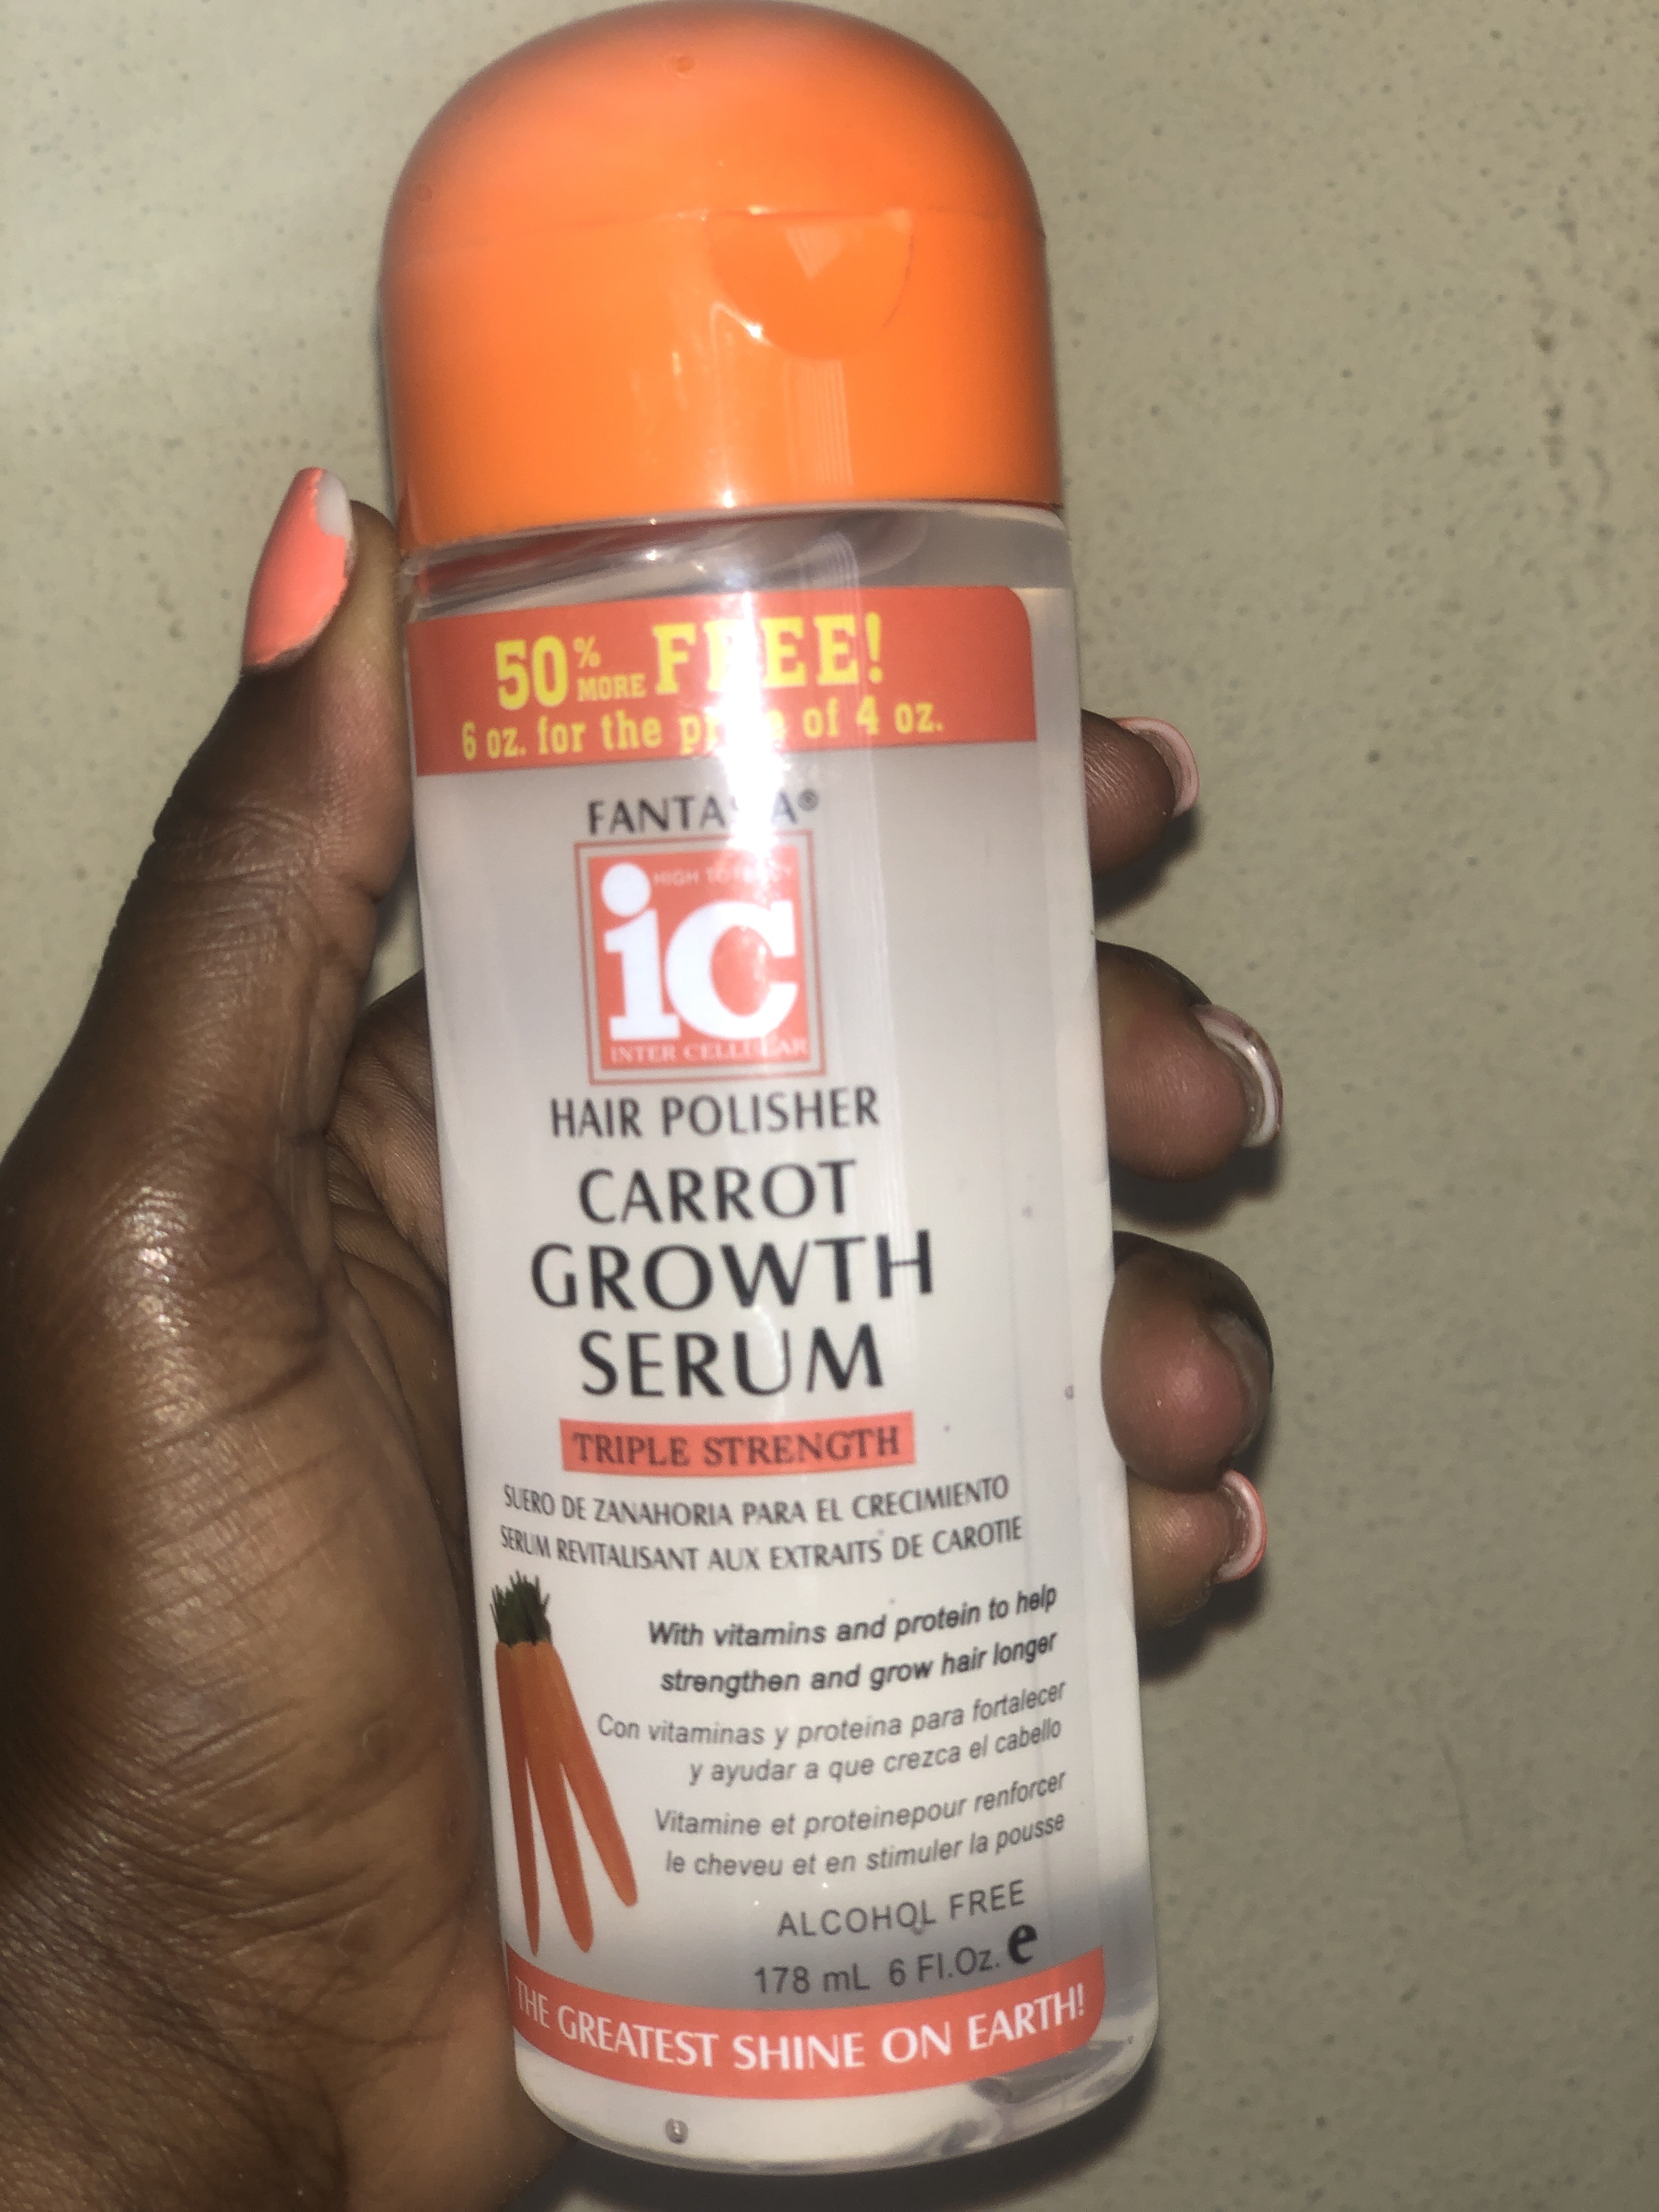 50% MORE FREE!
6 oz. for the of 4 oz.
FANTASIA®
HIGH
iC
INTER CELLULAR
HAIR POLISHER
CARROT
GROWTH
SERUM
TRIPLE STRENGTH
SUERO DE ZANAHORIA PARA EL CRECIMIENTO
SERUM REVITALISANT AUX EXTRAITS DE CAROTIE
With vitamins and protein to help
strengthen and grow hair longer
Con vitaminas y proteina para fortalecer
y ayudar a que crezca el cabello
Vitamine et proteinepour renforcer
le cheveu et en stimuler la pousse
ALCOHOL FREE
178 mL 6 Fl.Oz. e
THE GREATEST SHINE ON EARTH!